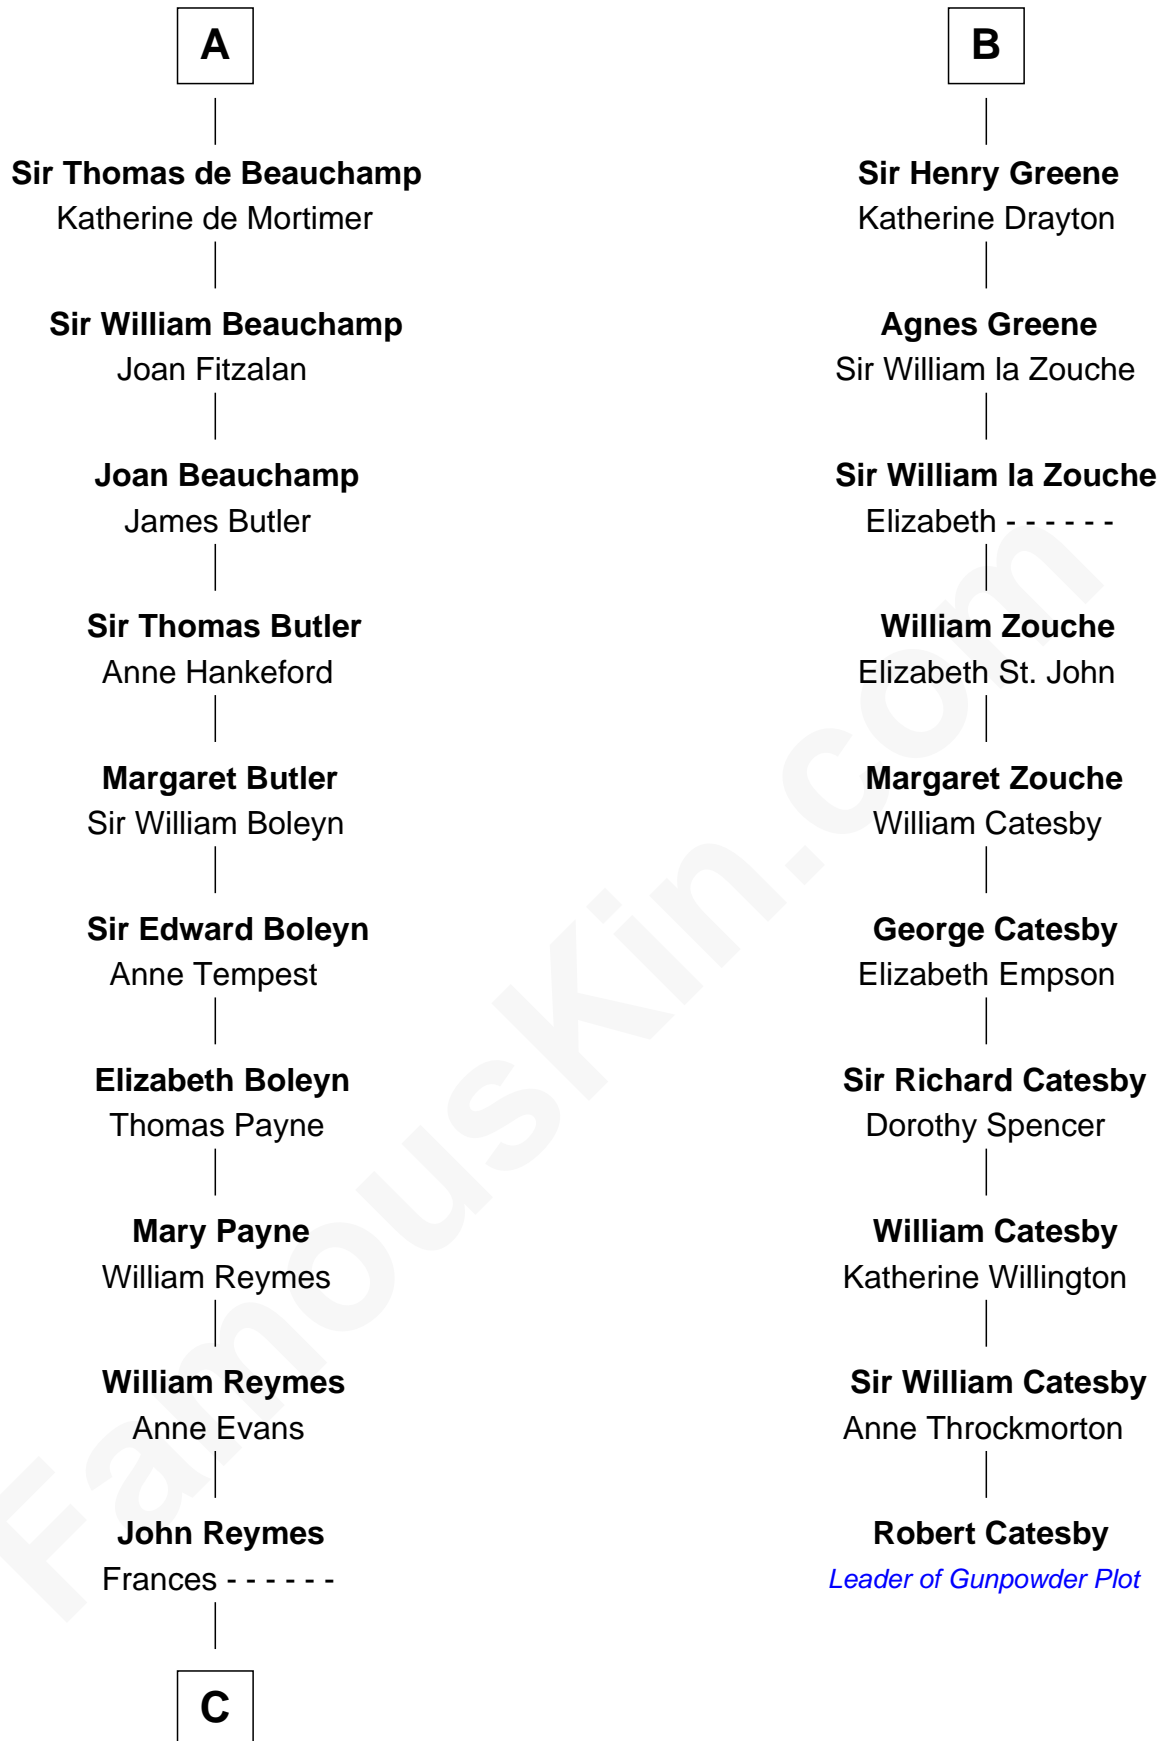 A
Sir Thomas de Beauchamp
Katherine de Mortimer
Sir William Beauchamp
Joan Fitzalan
Joan Beauchamp
James Butler
Sir Thomas Butler
Anne Hankeford
Margaret Butler
Sir William Boleyn
Sir Edward Boleyn
Anne Tempest
Elizabeth Boleyn
Thomas Payne
Mary Payne
William Reymes
William Reymes
Anne Evans
John Reymes
Frances - - - - - -
C
B
Sir Henry Greene
Katherine Drayton
Agnes Greene
Sir William la Zouche
Sir William la Zouche
Elizabeth - - - - - -
William Zouche
Elizabeth St. John
Margaret Zouche
William Catesby
George Catesby
Elizabeth Empson
Sir Richard Catesby
Dorothy Spencer
William Catesby
Katherine Willington
Sir William Catesby
Anne Throckmorton
Robert Catesby
Leader of Gunpowder Plot
FamousKin.com